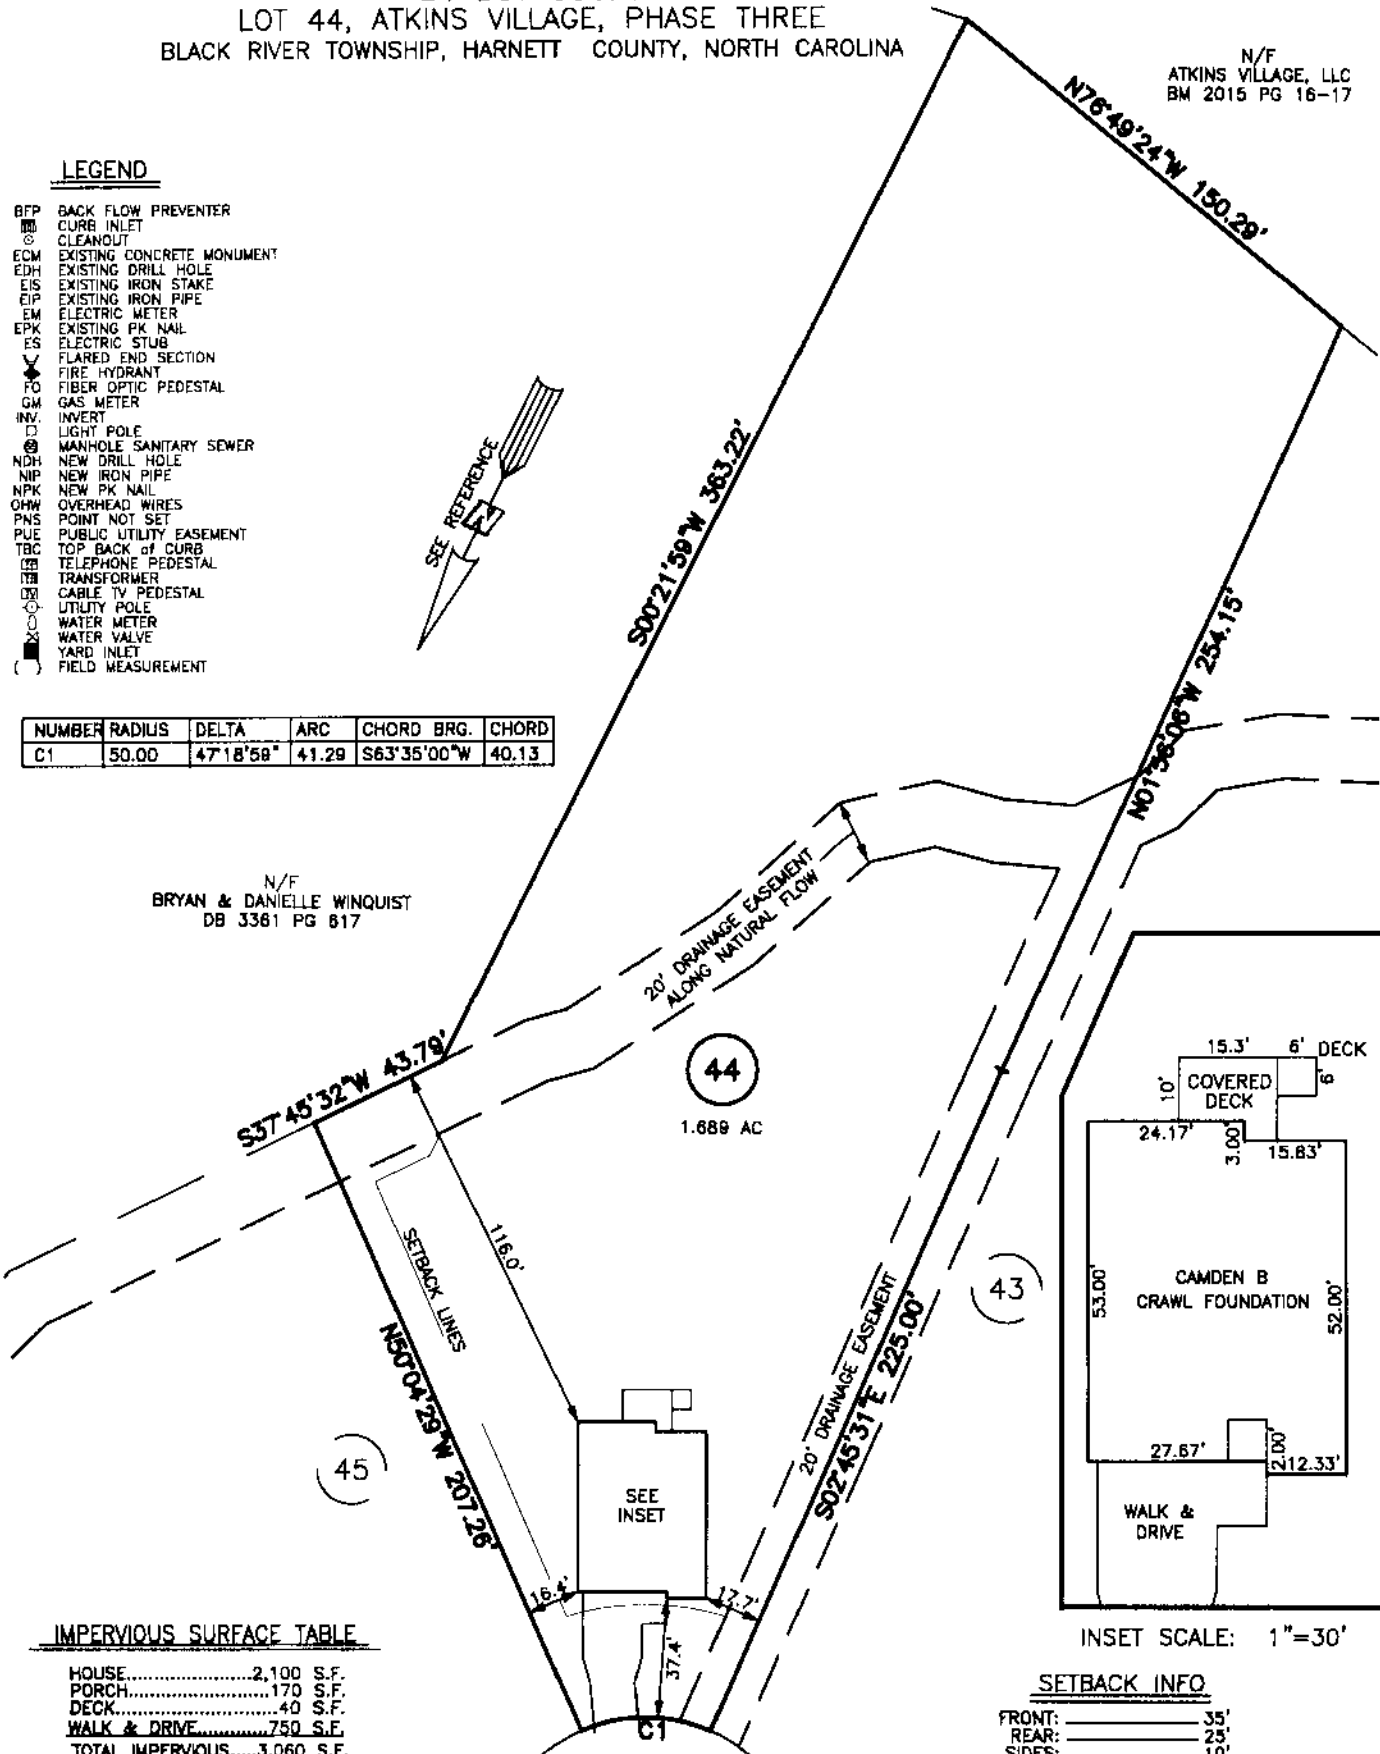 LOT 44, ATKINS VILLAGE, PHASE THREE
BLACK RIVER TOWNSHIP, HARNETT COUNTY, NORTH CAROLINA
N/F
ATKINS VILLAGE, LLC
BM 2015 PG 16-17
N76°49'24"W 150.29'
LEGEND
BFP BACK FLOW PREVENTER
CURB INLET
CLEANOUT
ECM EXISTING CONCRETE MONUMENT
EDH EXISTING DRILL HOLE
EIS EXISTING IRON STAKE
EIP EXISTING IRON PIPE
EM ELECTRIC METER
EPK EXISTING PK NAIL
ES ELECTRIC STUB
FLARED END SECTION
FIRE HYDRANT
FO FIBER OPTIC PEDESTAL
GM GAS METER
INV. INVERT
LIGHT POLE
MANHOLE SANITARY SEWER
NDH NEW DRILL HOLE
NIP NEW IRON PIPE
NPK NEW PK NAIL
OHW OVERHEAD WIRES
PNS POINT NOT SET
PUE PUBLIC UTILITY EASEMENT
TBC TOP BACK of CURB
TELEPHONE PEDESTAL
TRANSFORMER
CABLE TV PEDESTAL
UTILITY POLE
WATER METER
WATER VALVE
YARD INLET
( ) FIELD MEASUREMENT
SEE REFERENCE
N
S00°21'59"W 363.22'
N01°56'06"W 254.15'
NUMBER RADIUS DELTA ARC CHORD BRG. CHORD
C1 50.00 47°18'59" 41.29 S63°35'00"W 40.13
N/F
BRYAN & DANIELLE WINQUIST
DB 3361 PG 617
20' DRAINAGE EASEMENT
ALONG NATURAL FLOW
44
1.689 AC
S37°45'32"W 43.79'
116.0'
SETBACK LINES
N50°04'29"W 207.26'
45
43
20' DRAINAGE EASEMENT
S02°45'31"E 225.00'
SEE
INSET
16.4'
17.7'
37.4'
C1
15.3' 6' DECK
10'
COVERED
DECK
6'
24.17'
3.00'
15.83'
53.00'
CAMDEN B
CRAWL FOUNDATION
52.00'
27.67'
2.00'
12.33'
WALK &
DRIVE
INSET SCALE: 1"=30'
IMPERVIOUS SURFACE TABLE
HOUSE....................2,100 S.F.
PORCH......................170 S.F.
DECK.........................40 S.F.
WALK & DRIVE...........750 S.F.
TOTAL IMPERVIOUS.....3,060 S.F.
SETBACK INFO
FRONT: 35'
REAR: 25'
SIDES: 10'